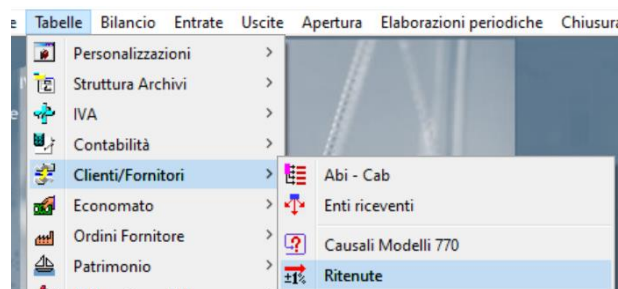 e Tabelle Bilancio Entrate Uscite Apertura Elaborazioni periodiche Chiusura
Personalizzazioni
Struttura Archivi
IVA
Contabilità
Clienti/Fornitori
Abi - Cab
Economato
Enti riceventi
Ordini Fornitore
Causali Modelli 770
Patrimonio
±1% Ritenute